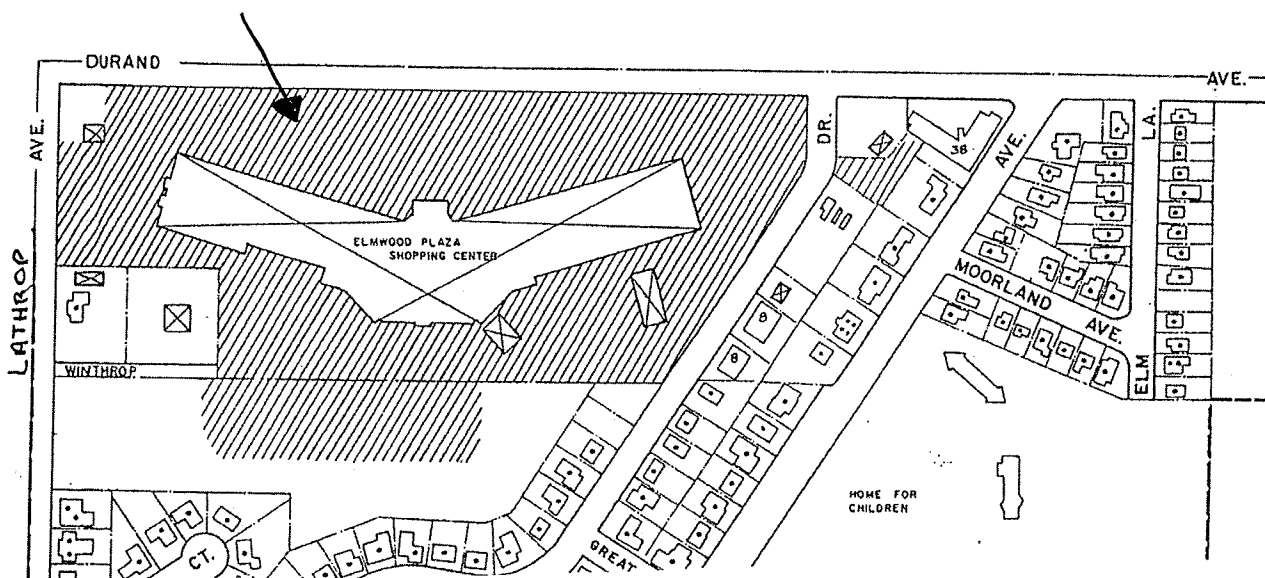 DURAND
AVE.
AVE.
LATHROP
DR.
38
AVE.
LA.
ELMWOOD PLAZA
SHOPPING CENTER
MOORLAND
AVE.
WINTHROP
8
ELM
HOME FOR
CHILDREN
GREAT
CT.